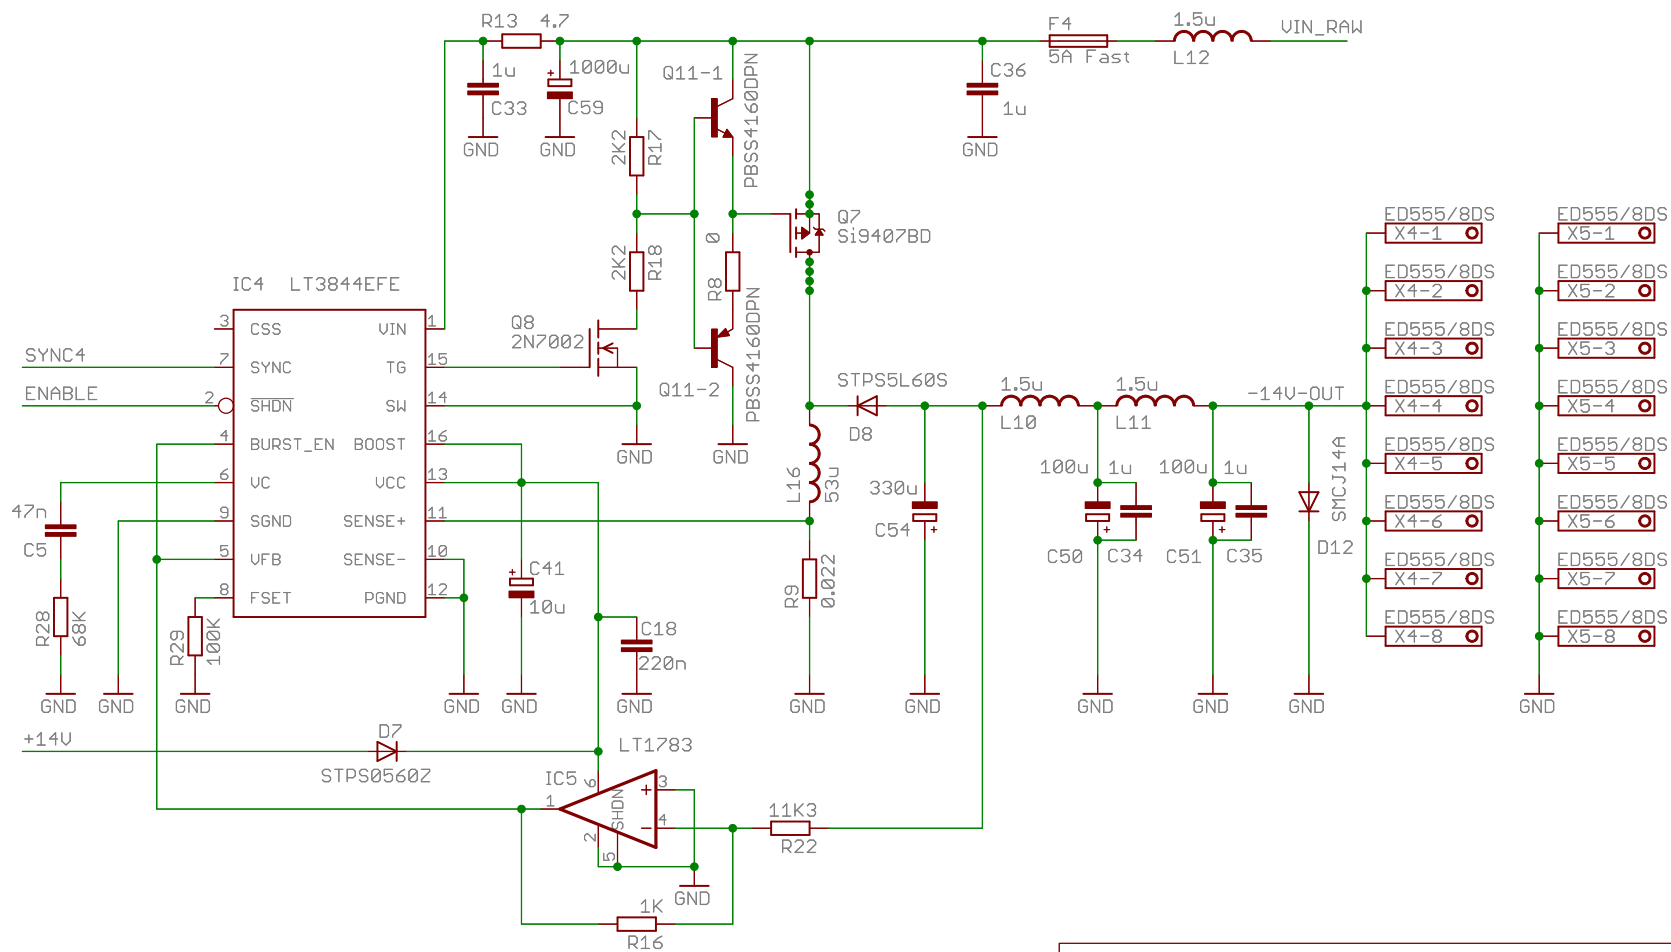 R13 4.7
F4
1.5u
VIN_RAW
5A Fast
L12
1u
C33
1000u
C59
Q11-1
PBSS4160DPN
C36
1u
GND
GND
GND
2K2
R17
Q7
Si9407BD
0
R8
2K2
R18
PBSS4160DPN
Q11-2
Q8
2N7002
IC4 LT3844EFE
3 CSS
VIN 1
SYNC4
7 SYNC
TG 15
ENABLE
2 SHDN
SW 14
4 BURST_EN
BOOST 16
6 VC
VCC 13
9 SGND
SENSE+ 11
5 VFB
SENSE- 10
8 FSET
PGND 12
GND
GND
STPS5L60S
D8
1.5u
L10
1.5u
L11
-14V-OUT
L16
53u
330u
C54
100u
1u
C50
C34
100u
1u
C51
C35
SMCJ14A
D12
47n
C5
R28
68K
R29
100K
C41
10u
C18
220n
R9
0.022
GND
GND
GND
GND
GND
GND
GND
GND
GND
GND
GND
GND
ED555/8DS
X4-1
ED555/8DS
X4-2
ED555/8DS
X4-3
ED555/8DS
X4-4
ED555/8DS
X4-5
ED555/8DS
X4-6
ED555/8DS
X4-7
ED555/8DS
X4-8
ED555/8DS
X5-1
ED555/8DS
X5-2
ED555/8DS
X5-3
ED555/8DS
X5-4
ED555/8DS
X5-5
ED555/8DS
X5-6
ED555/8DS
X5-7
ED555/8DS
X5-8
+14V
D7
STPS0560Z
LT1783
IC5
6
1
SHDN
+
3
-
4
2
5
11K3
R22
GND
1K
R16